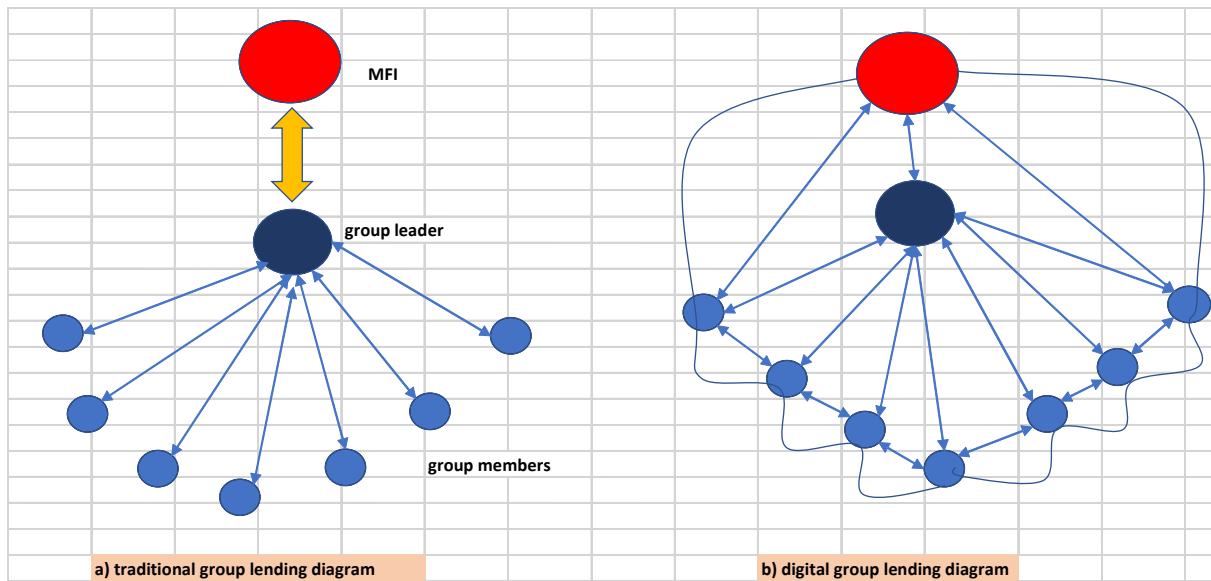 MFI
group leader
group members
a) traditional group lending diagram
b) digital group lending diagram